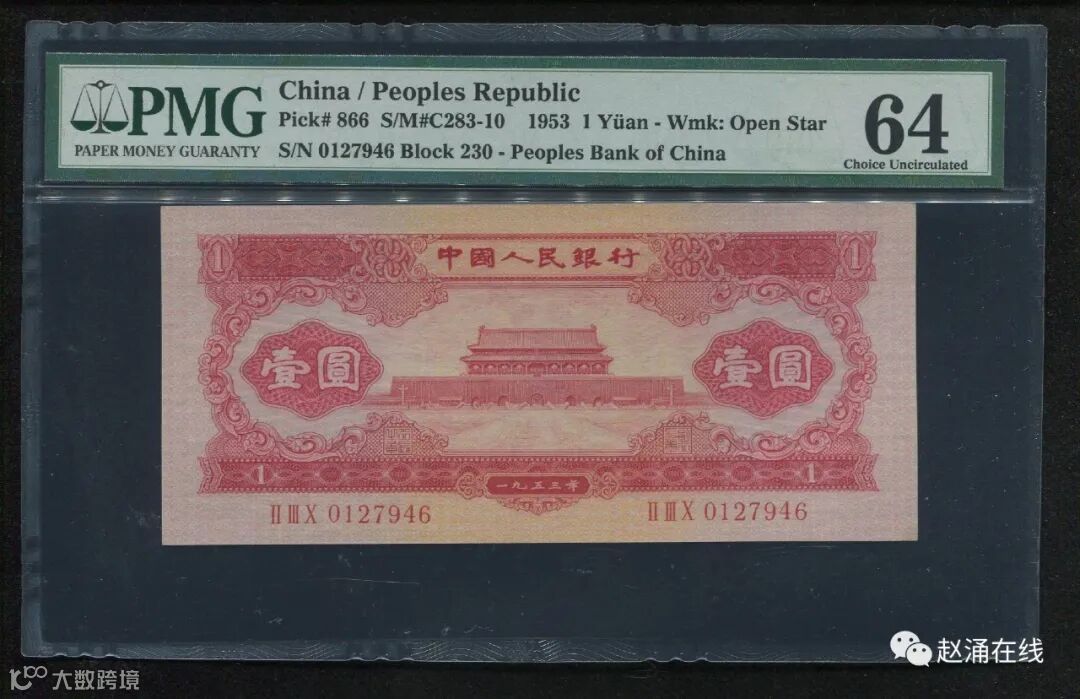 PMG
PAPER MONEY GUARANTY
China / Peoples Republic
Pick# 866 S/M#C283-10 1953 1 Yüan - Wmk: Open Star
S/N 0127946 Block 230 - Peoples Bank of China
64
Choice Uncirculated
1
中國人民銀行
1
壹圓
壹圓
1
一九五三年
1
ⅡⅢX 0127946
ⅡⅢX 0127946
赵涌在线
10100 大数跨境